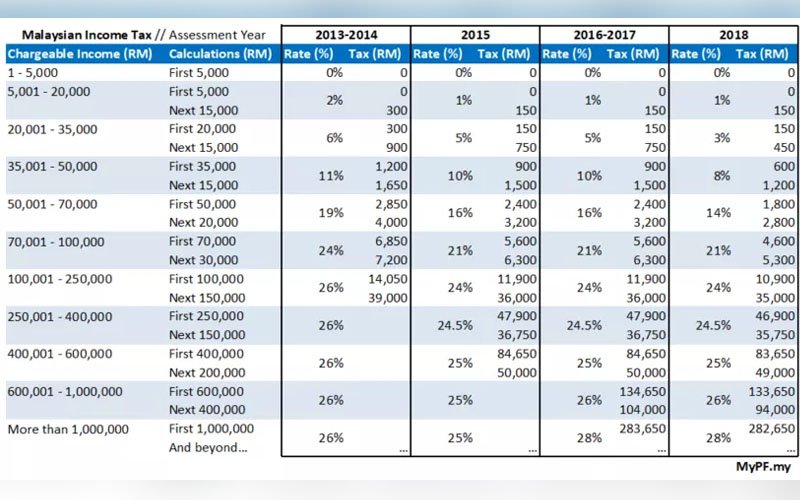 Malaysian Income Tax // Assessment Year 2013-2014 2015 2016-2017 2018
Chargeable Income (RM) Calculations (RM) Rate (%) Tax (RM) Rate (%) Tax (RM) Rate (%) Tax (RM) Rate (%) Tax (RM)
1 - 5,000 First 5,000 0% 0 0% 0 0% 0 0% 0
5,001 - 20,000 First 5,000 2% 0 1% 0 1% 0 1% 0
Next 15,000 300 150 150 150
20,001 - 35,000 First 20,000 6% 300 5% 150 5% 150 3% 150
Next 15,000 900 750 750 450
35,001 - 50,000 First 35,000 11% 1,200 10% 900 10% 900 8% 600
Next 15,000 1,650 1,500 1,500 1,200
50,001 - 70,000 First 50,000 19% 2,850 16% 2,400 16% 2,400 14% 1,800
Next 20,000 4,000 3,200 3,200 2,800
70,001 - 100,000 First 70,000 24% 6,850 21% 5,600 21% 5,600 21% 4,600
Next 30,000 7,200 6,300 6,300 5,300
100,001 - 250,000 First 100,000 26% 14,050 24% 11,900 24% 11,900 24% 10,900
Next 150,000 39,000 36,000 36,000 35,000
250,001 - 400,000 First 250,000 26% 24.5% 47,900 24.5% 47,900 24.5% 46,900
Next 150,000 36,750 36,750 35,750
400,001 - 600,000 First 400,000 26% 25% 84,650 25% 84,650 25% 83,650
Next 200,000 50,000 50,000 49,000
600,001 - 1,000,000 First 600,000 26% 25% 26% 134,650 26% 133,650
Next 400,000 104,000 94,000
More than 1,000,000 First 1,000,000 26% 25% 28% 283,650 28% 282,650
And beyond... ... ... ... ...
MyPF.my